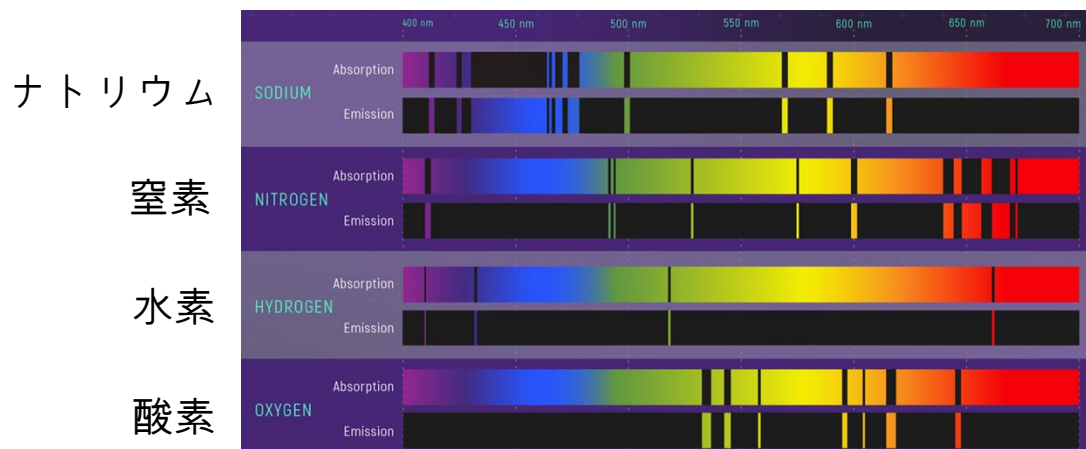 400 nm 450 nm 500 nm 550 nm 600 nm 650 nm 700 nm
ナトリウム
SODIUM
Absorption
Emission
窒素
NITROGEN
Absorption
Emission
水素
HYDROGEN
Absorption
Emission
酸素
OXYGEN
Absorption
Emission